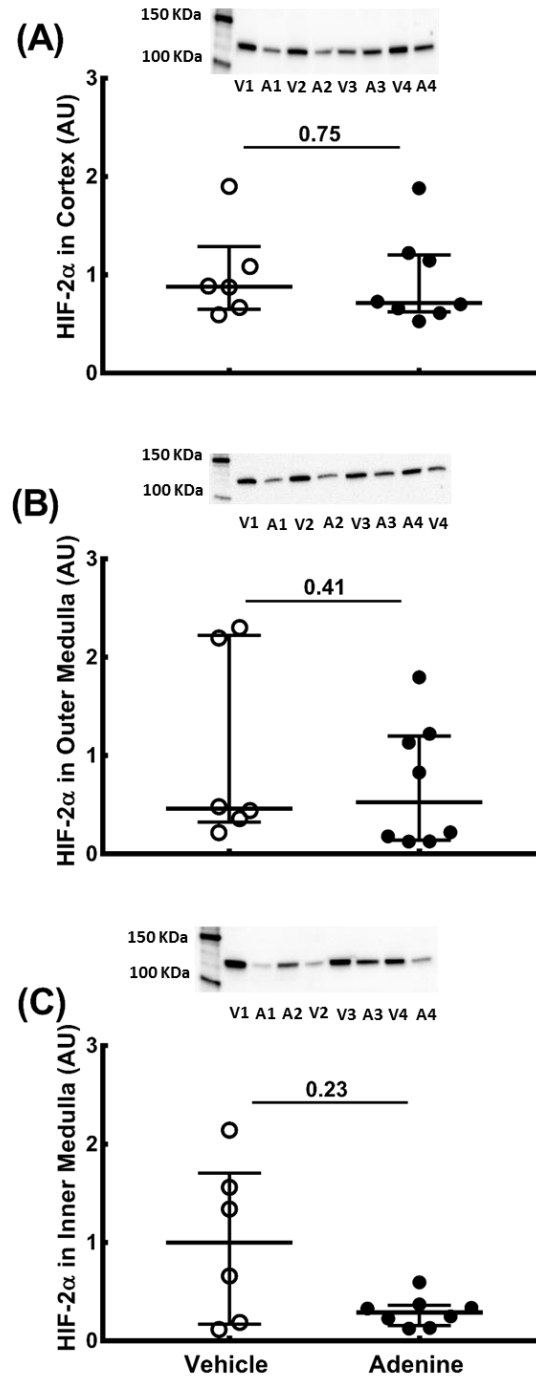 (A)
150 KDa
100 KDa
V1 A1 V2 A2 V3 A3 V4 A4
HIF-2α in Cortex (AU)
3
2
1
0
0.75
(B)
150 KDa
100 KDa
V1 A1 V2 A2 V3 A3 A4 V4
HIF-2α in Outer Medulla (AU)
3
2
1
0
0.41
(C)
150 KDa
100 KDa
V1 A1 A2 V2 V3 A3 V4 A4
HIF-2α in Inner Medulla (AU)
3
2
1
0
0.23
Vehicle Adenine